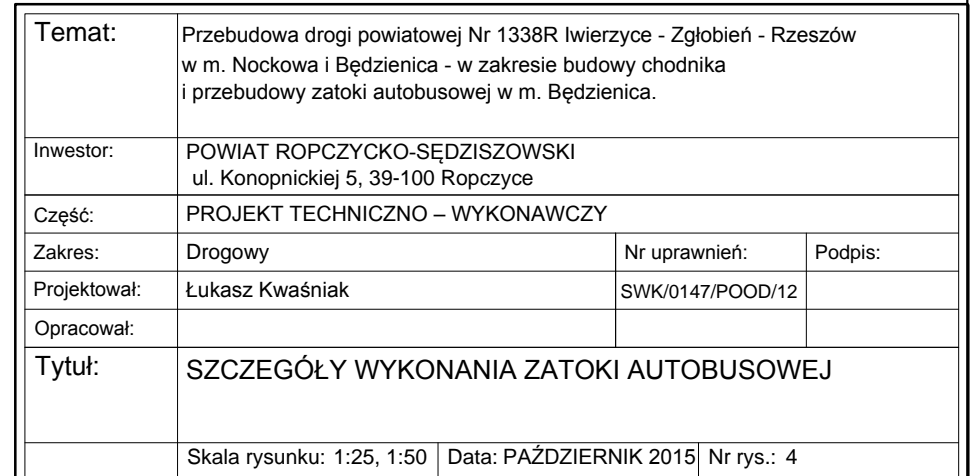 Temat: Przebudowa drogi powiatowej Nr 1338R Iwierzyce - Zgłobień - Rzeszów
w m. Nockowa i Będzienica - w zakresie budowy chodnika
i przebudowy zatoki autobusowej w m. Będzienica.
Inwestor: POWIAT ROPCZYCKO-SĘDZISZOWSKI
ul. Konopnickiej 5, 39-100 Ropczyce
Część: PROJEKT TECHNICZNO – WYKONAWCZY
Zakres: Drogowy Nr uprawnień: Podpis:
Projektował: Łukasz Kwaśniak SWK/0147/POOD/12
Opracował:
Tytuł: SZCZEGÓŁY WYKONANIA ZATOKI AUTOBUSOWEJ
Skala rysunku: 1:25, 1:50 Data: PAŹDZIERNIK 2015 Nr rys.: 4